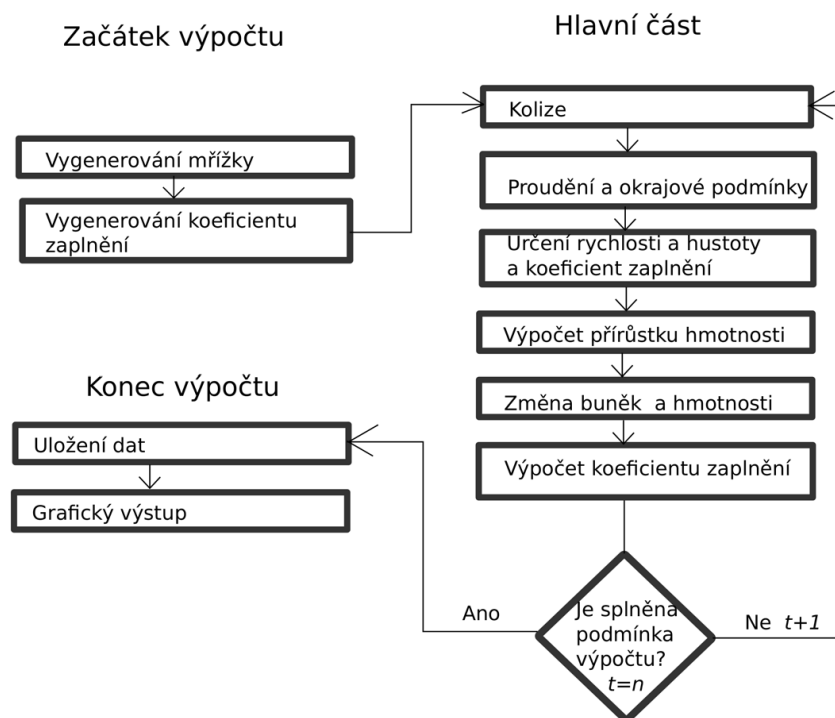 Začátek výpočtu
Vygenerování mřížky
Vygenerování koeficientu
zaplnění
Hlavní část
Kolize
Proudění a okrajové podmínky
Určení rychlosti a hustoty
a koeficient zaplnění
Výpočet přírůstku hmotnosti
Změna buněk a hmotnosti
Výpočet koeficientu zaplnění
Je splněna
podmínka
výpočtu?
t=n
Ano
Ne t+1
Konec výpočtu
Uložení dat
Grafický výstup